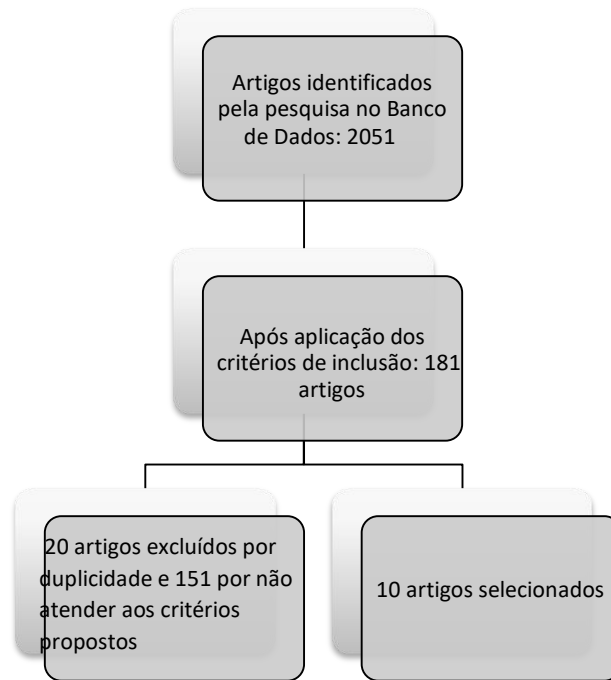 Artigos identificados
pela pesquisa no Banco
de Dados: 2051
Após aplicação dos
critérios de inclusão: 181
artigos
20 artigos excluídos por
duplicidade e 151 por não
atender aos critérios
propostos
10 artigos selecionados